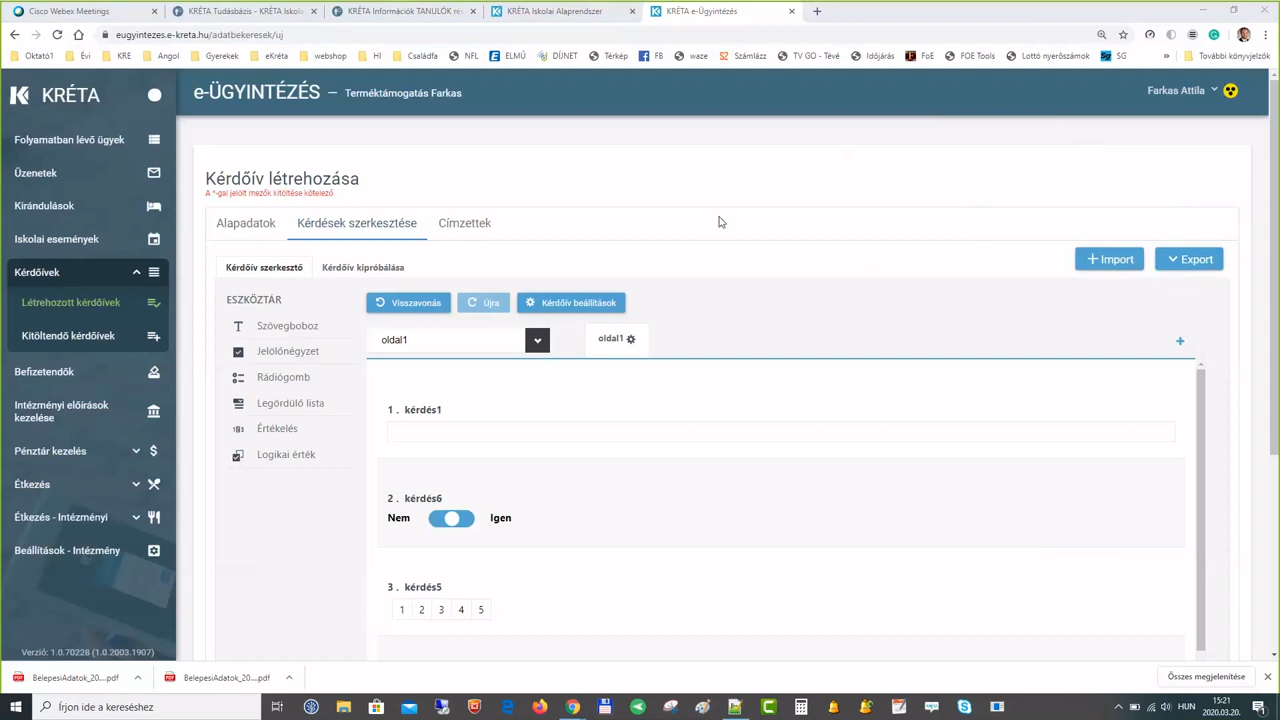 Cisco Webex Meetings
KRÉTA Tudásbázis - KRÉTA Iskol
KRÉTA Információk TANULÓK rés
KRÉTA Iskolai Alaprendszer
KRÉTA e-Ügyintézés
eugyintezes.e-kreta.hu/adatbekeresek/uj
Oktató1
Évi
KRE
Angol
Gyerekek
eKréta
webshop
HI
Családfa
NFL
ELMŰ
DÜNET
Térkép
FB
waze
Számlázz
TV GO - Tévé
Időjárás
FoE
FOE Tools
Lottó nyerőszámok
SG
»
További könyvjelzők
KRÉTA
e-ÜGYINTÉZÉS — Terméktámogatás Farkas
Farkas Attila
Folyamatban lévő ügyek
Üzenetek
Kirándulások
Iskolai események
Kérdőívek
Létrehozott kérdőívek
Kitöltendő kérdőívek
Befizetendők
Intézményi előírások
kezelése
Pénztár kezelés
Étkezés
Étkezés - Intézményi
Beállítások - Intézmény
Verzió: 1.0.70228 (1.0.2003.1907)
Kérdőív létrehozása
A *-gal jelölt mezők kitöltése kötelező
Alapadatok
Kérdések szerkesztése
Címzettek
Kérdőív szerkesztő
Kérdőív kipróbálása
+ Import
Export
ESZKÖZTÁR
Szövegboboz
Jelölőnégyzet
Rádiógomb
Legördülő lista
Értékelés
Logikai érték
Visszavonás
Újra
Kérdőív beállítások
oldal1
oldal1
+
1 . kérdés1
2 . kérdés6
Nem
Igen
3 . kérdés5
1 2 3 4 5
BelepesiAdatok_20....pdf
BelepesiAdatok_20....pdf
Összes megjelenítése
Írjon ide a kereséshez
HUN
15:21
2020.03.20.